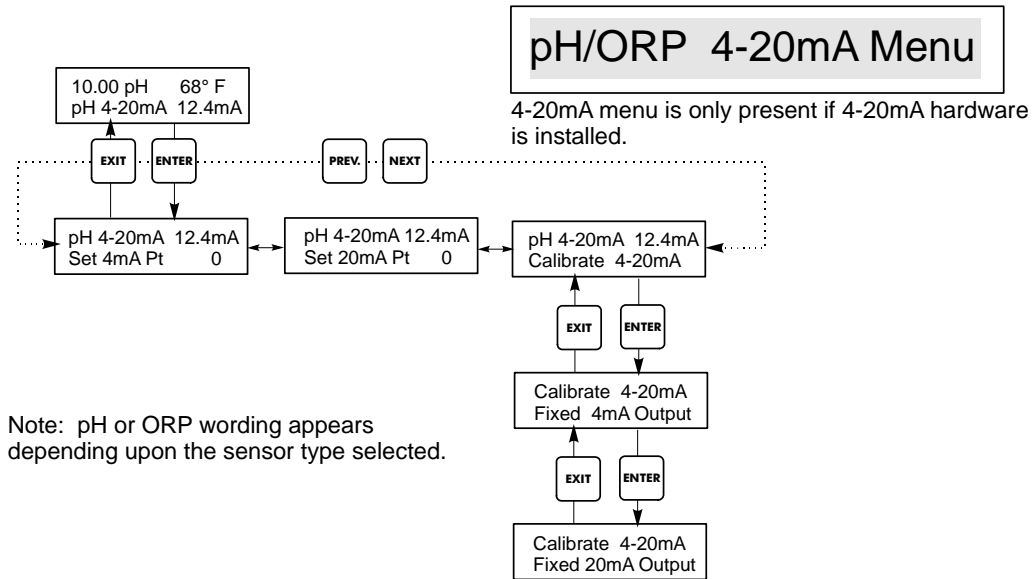 pH/ORP 4-20mA Menu
4-20mA menu is only present if 4-20mA hardware
is installed.
10.00 pH 68° F
pH 4-20mA 12.4mA
EXIT
ENTER
PREV.
NEXT
pH 4-20mA 12.4mA
Set 4mA Pt 0
pH 4-20mA 12.4mA
Set 20mA Pt 0
pH 4-20mA 12.4mA
Calibrate 4-20mA
EXIT
ENTER
Calibrate 4-20mA
Fixed 4mA Output
Note: pH or ORP wording appears
depending upon the sensor type selected.
EXIT
ENTER
Calibrate 4-20mA
Fixed 20mA Output